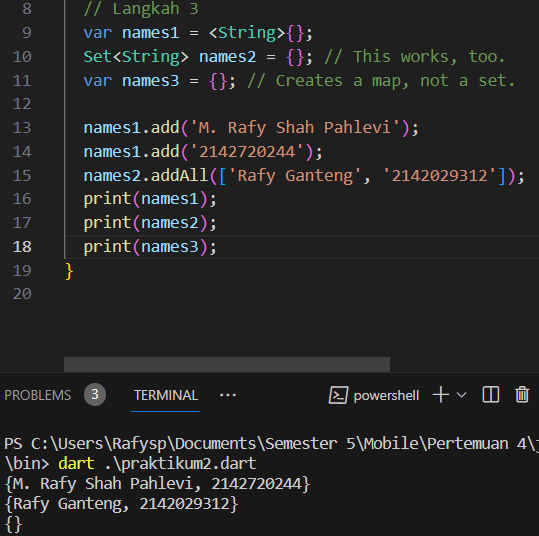 8 // Langkah 3
9 var names1 = <String>{};
10 Set<String> names2 = {}; // This works, too.
11 var names3 = {}; // Creates a map, not a set.
12
13 names1.add('M. Rafy Shah Pahlevi');
14 names1.add('2142720244');
15 names2.addAll(['Rafy Ganteng', '2142029312']);
16 print(names1);
17 print(names2);
18 print(names3);
19 }
20
PROBLEMS 3 TERMINAL ··· powershell
PS C:\Users\Rafysp\Documents\Semester 5\Mobile\Pertemuan 4\
\bin> dart .\praktikum2.dart
{M. Rafy Shah Pahlevi, 2142720244}
{Rafy Ganteng, 2142029312}
{}